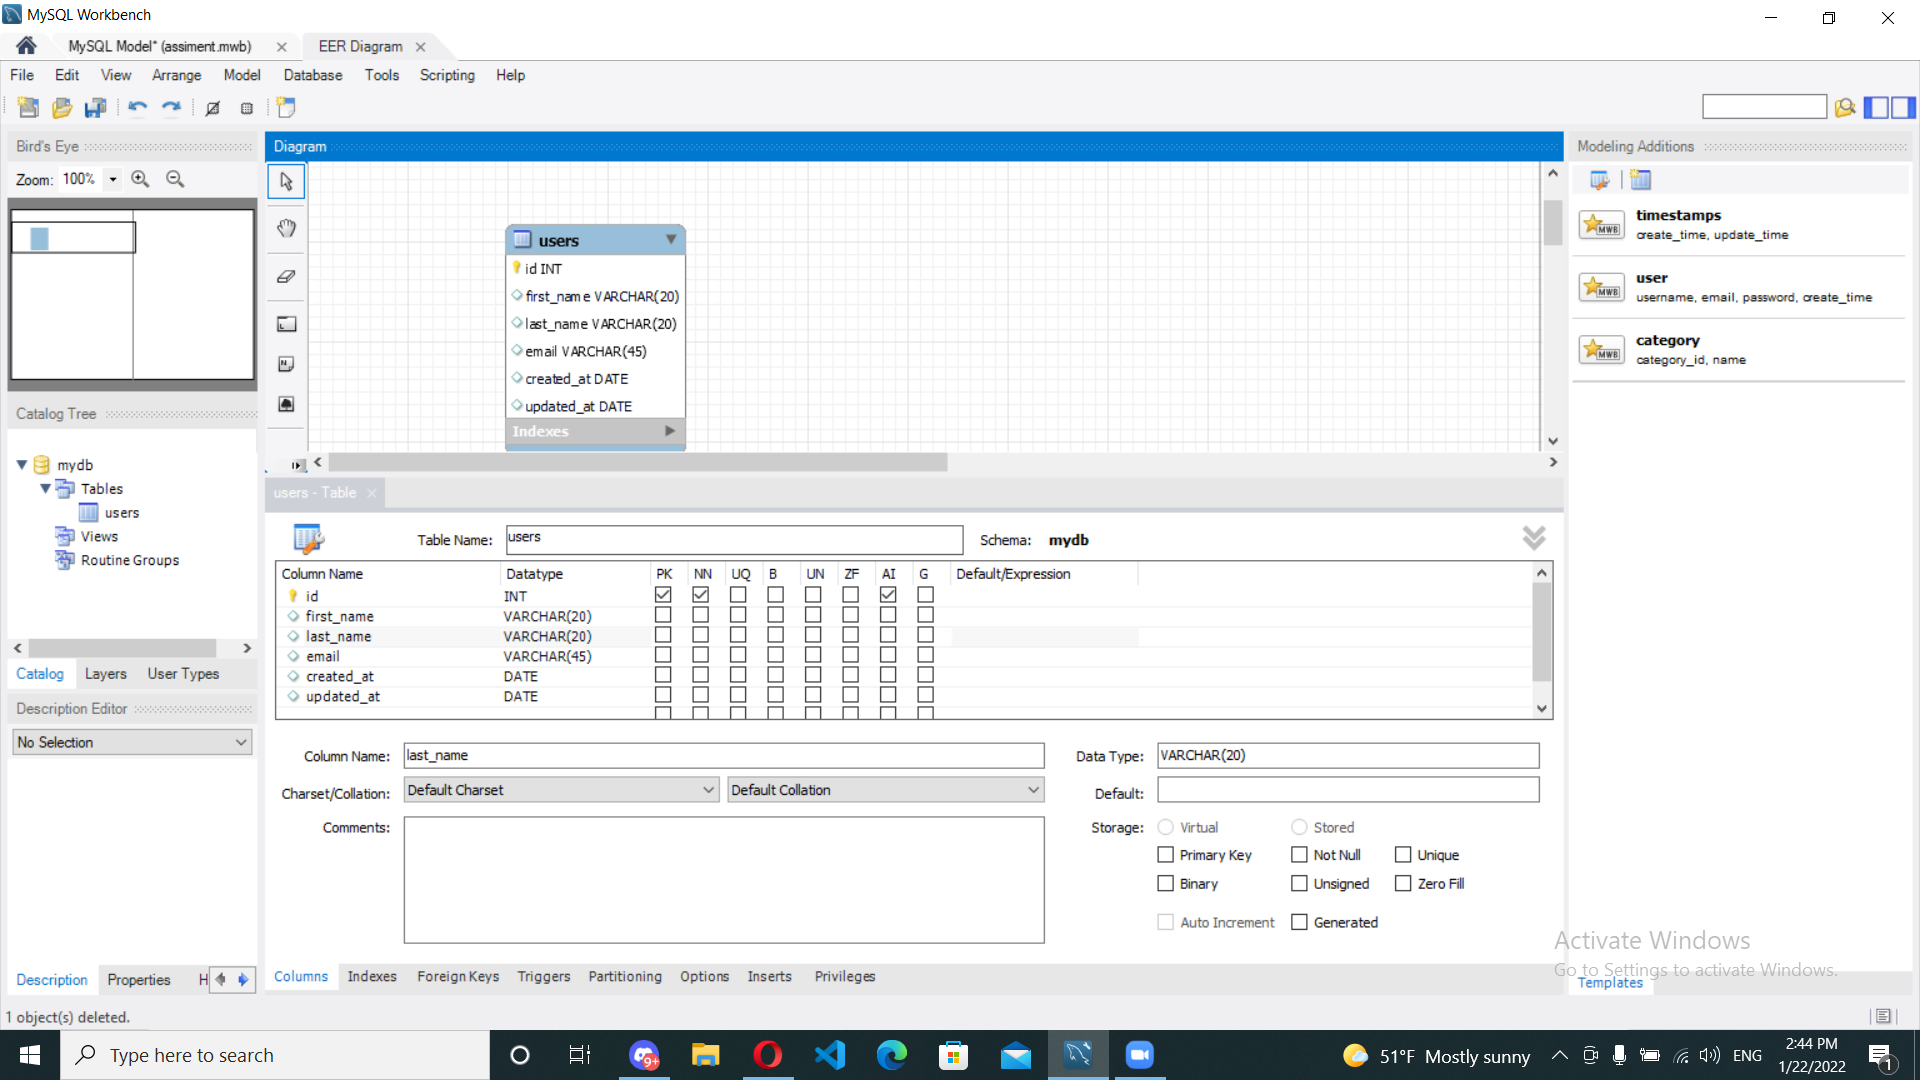 MySQL Workbench
MySQL Model* (assiment.mwb)
EER Diagram
File Edit View Arrange Model Database Tools Scripting Help
Bird's Eye
Zoom: 100%
Catalog Tree
mydb
Tables
users
Views
Routine Groups
Catalog Layers User Types
Description Editor
No Selection
Description Properties H
Diagram
users
id INT
first_name VARCHAR(20)
last_name VARCHAR(20)
email VARCHAR(45)
created_at DATE
updated_at DATE
Indexes
users - Table
Table Name: users Schema: mydb
Column Name Datatype PK NN UQ B UN ZF AI G Default/Expression
id INT
first_name VARCHAR(20)
last_name VARCHAR(20)
email VARCHAR(45)
created_at DATE
updated_at DATE
Column Name: last_name Data Type: VARCHAR(20)
Charset/Collation: Default Charset Default Collation Default:
Comments: Storage: Virtual Stored
Primary Key Not Null Unique
Binary Unsigned Zero Fill
Auto Increment Generated
Columns Indexes Foreign Keys Triggers Partitioning Options Inserts Privileges
Modeling Additions
MWB
timestamps
create_time, update_time
MWB
user
username, email, password, create_time
MWB
category
category_id, name
Activate Windows
Go to Settings to activate Windows.
Templates
1 object(s) deleted.
Type here to search
9+
51°F Mostly sunny
ENG
2:44 PM
1/22/2022
1